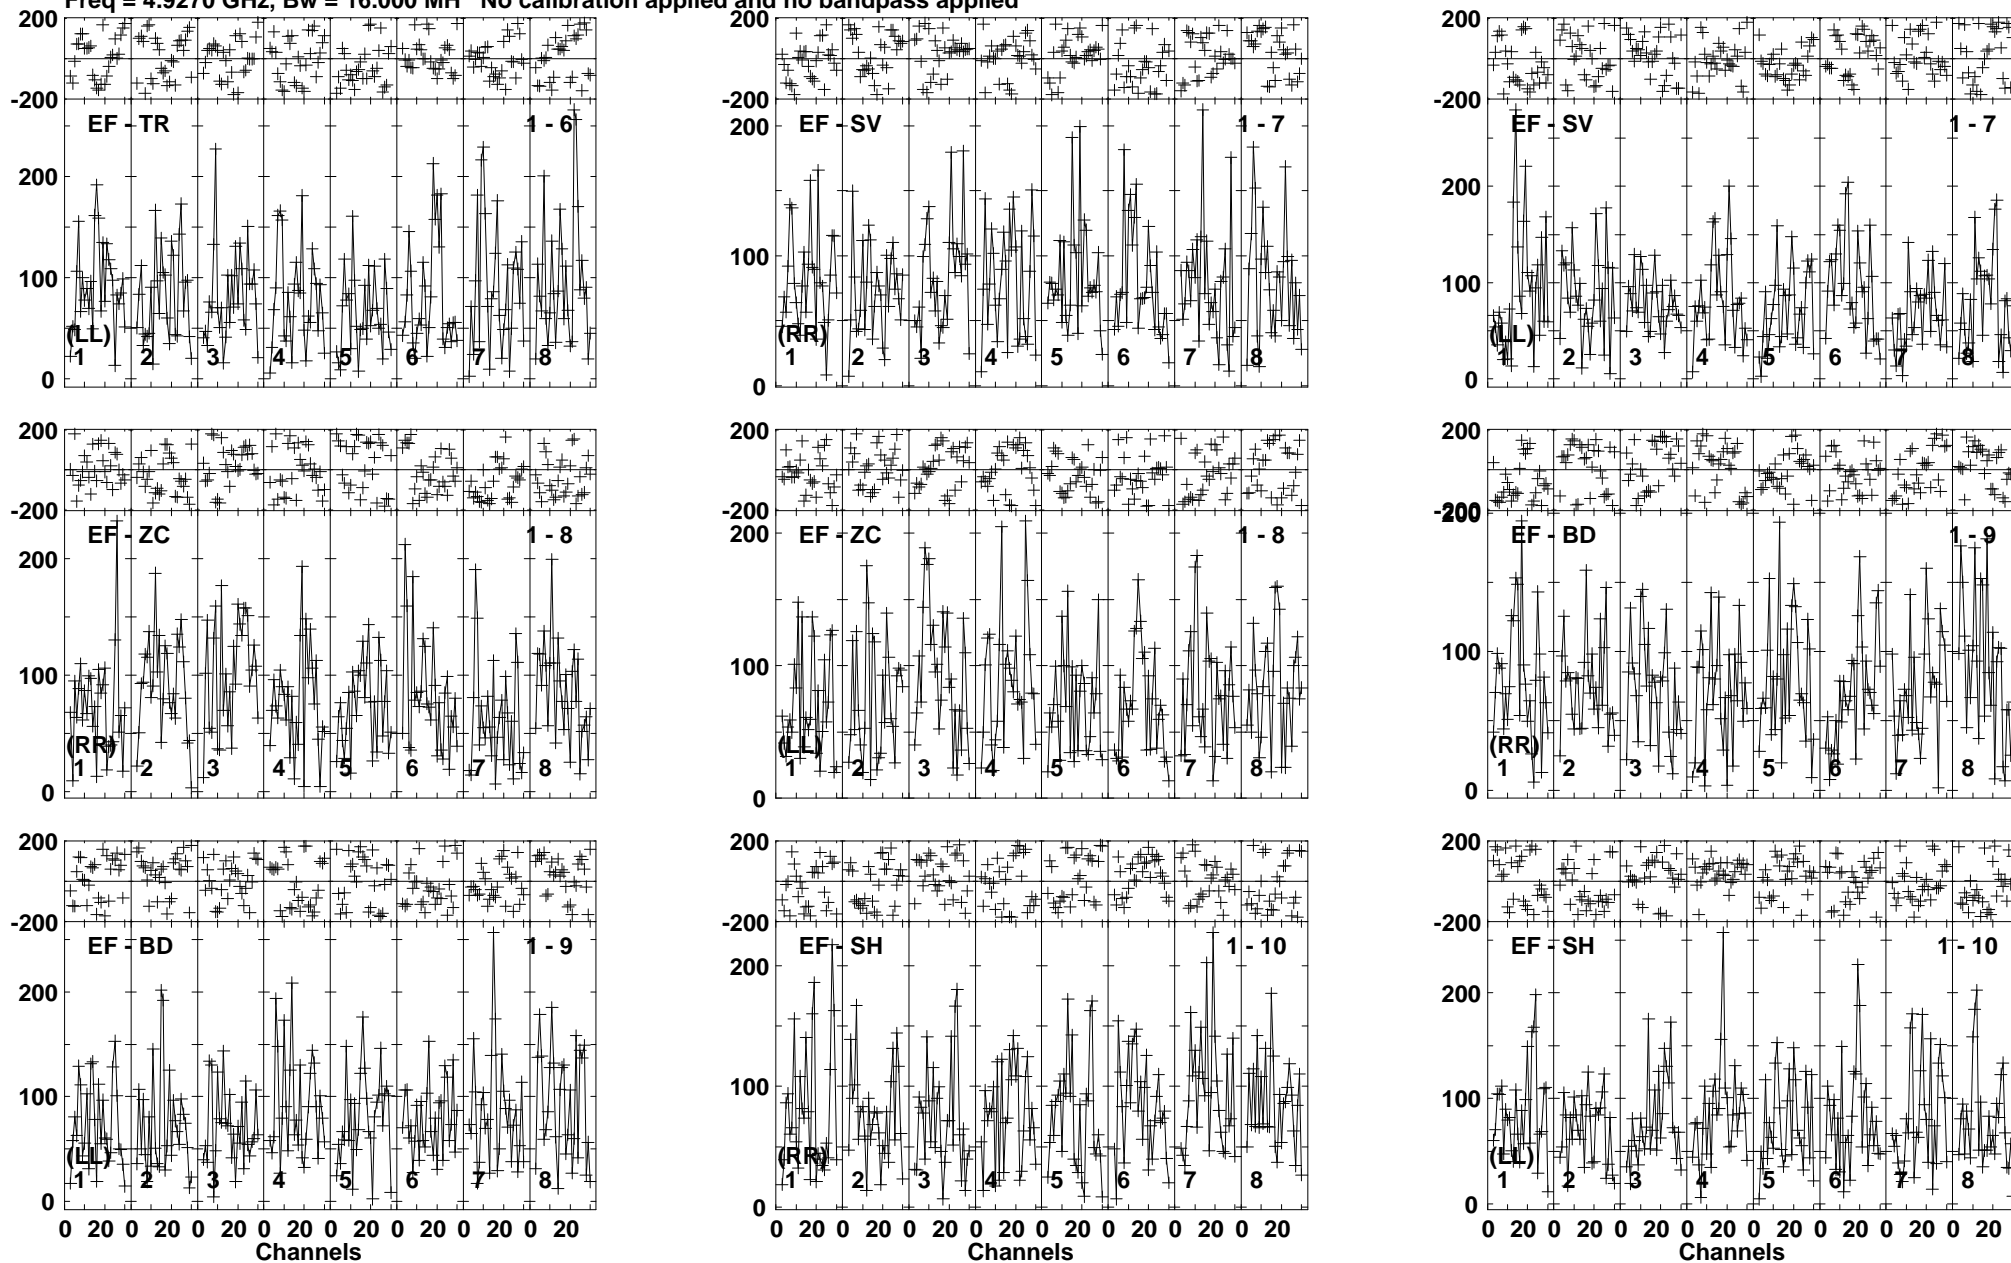 Freq = 4.9270 GHz, Bw = 16.000 MH No calibration applied and no bandpass applied
200 200 200
-200 -200 -200
EF - TR 1 - 6 EF - SV 1 - 7 EF - SV 1 - 7
200 200 200
100 100 100
(LL) (RR) (LL)
1 2 3 4 5 6 7 8 1 2 3 4 5 6 7 8 1 2 3 4 5 6 7 8
0 0 0
200 200 200
-200 -200 -200
200
EF - ZC 1 - 8 EF - ZC 1 - 8 EF - BD 1 - 9
200 200
100 100 100
(RR) (LL) (RR)
1 2 3 4 5 6 7 8 1 2 3 4 5 6 7 8 1 2 3 4 5 6 7 8
0 0 0
200 200 200
-200 -200 -200
EF - BD 1 - 9 EF - SH 1 - 10 EF - SH 1 - 10
200 200 200
100 100 100
(LL) (RR) (LL)
1 2 3 4 5 6 7 8 1 2 3 4 5 6 7 8 1 2 3 4 5 6 7 8
0 0 0
0 20 0 20 0 20 0 20 0 20 0 20 0 20 0 20 0 20 0 20 0 20 0 20 0 20 0 20 0 20 0 20 0 20 0 20 0 20 0 20 0 20 0 20 0 20 0 20
Channels Channels Channels